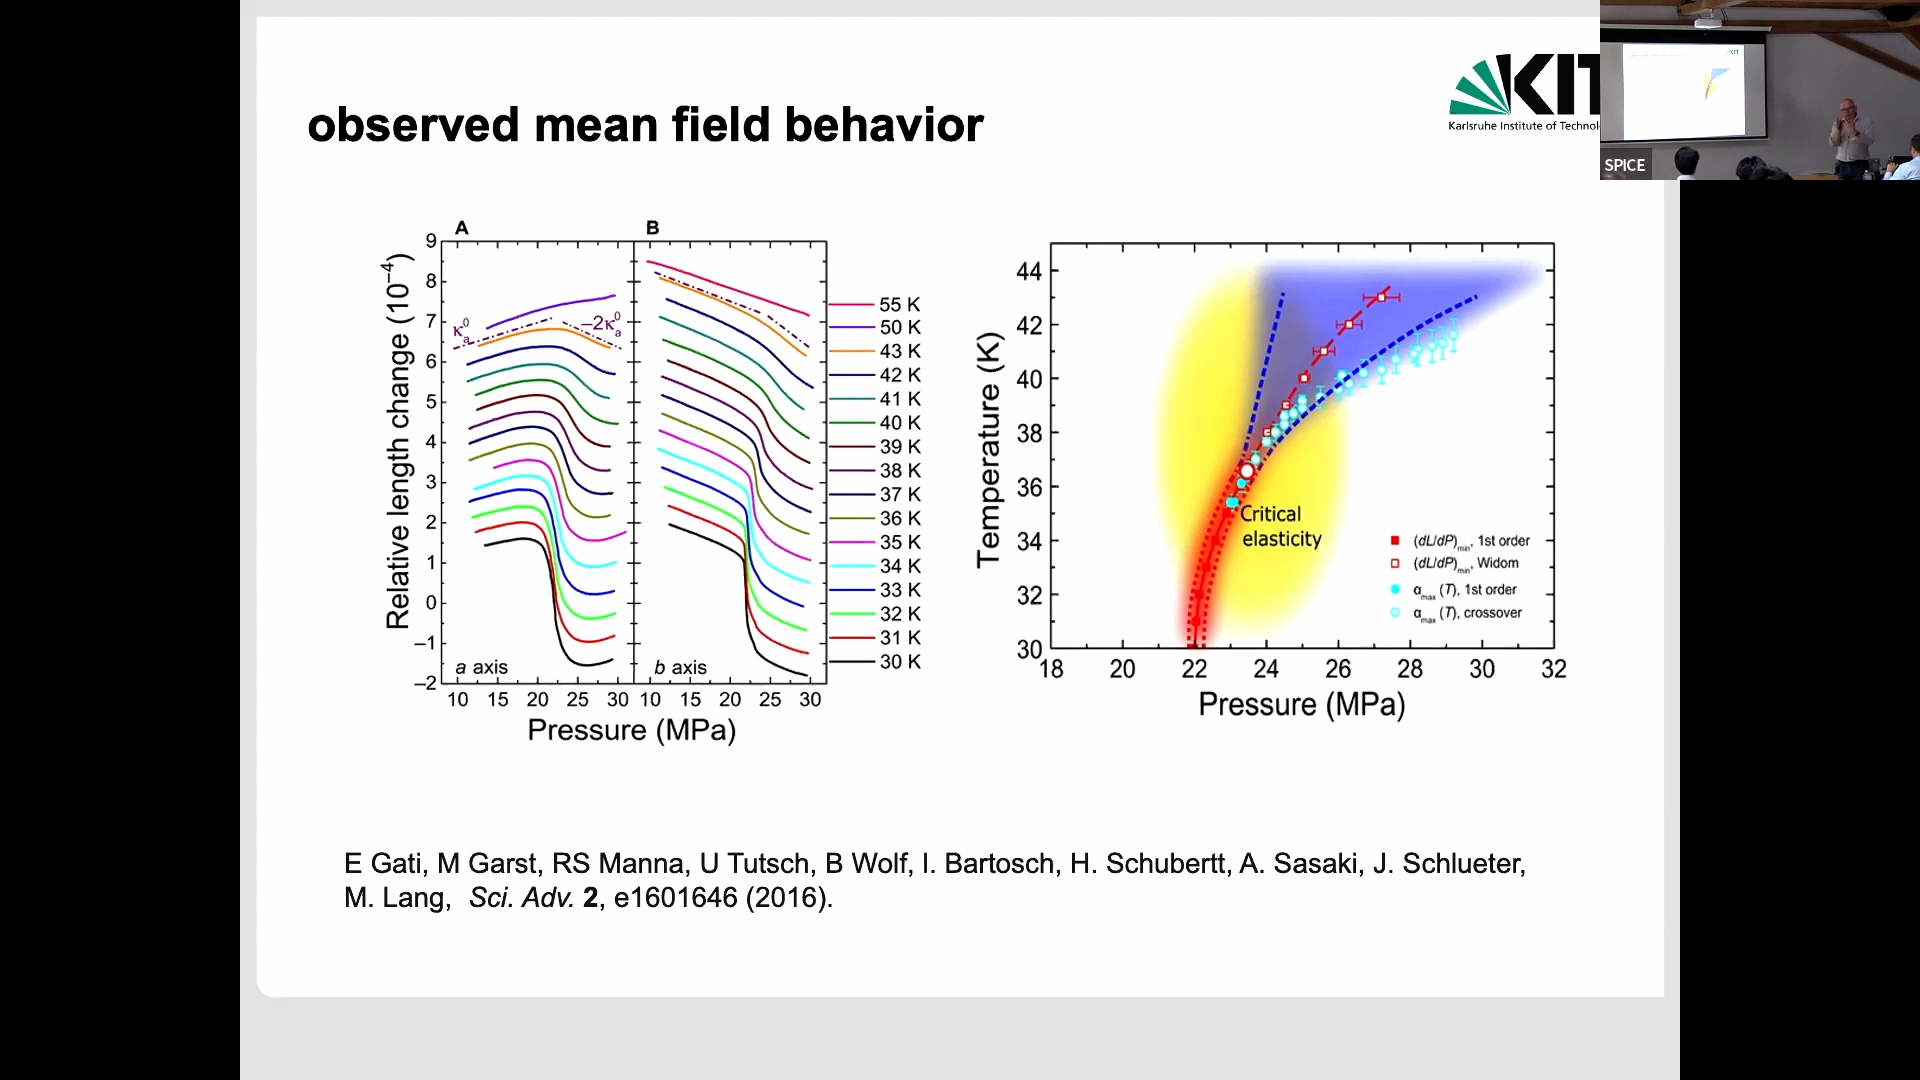 observed mean field behavior
KIT
Karlsruhe Institute of Technol
KIT
SPICE
A
B
9
8
7
6
5
4
3
2
1
0
–1
–2
Relative length change (10⁻⁴)
κₐ⁰
–2κₐ⁰
a axis
b axis
10 15 20 25 30 10 15 20 25 30
Pressure (MPa)
55 K
50 K
43 K
42 K
41 K
40 K
39 K
38 K
37 K
36 K
35 K
34 K
33 K
32 K
31 K
30 K
44
42
40
38
36
34
32
30
Temperature (K)
Critical
elasticity
(dL/dP)min, 1st order
(dL/dP)min, Widom
αmax (T), 1st order
αmax (T), crossover
18 20 22 24 26 28 30 32
Pressure (MPa)
E Gati, M Garst, RS Manna, U Tutsch, B Wolf, I. Bartosch, H. Schubertt, A. Sasaki, J. Schlueter,
M. Lang, Sci. Adv. 2, e1601646 (2016).